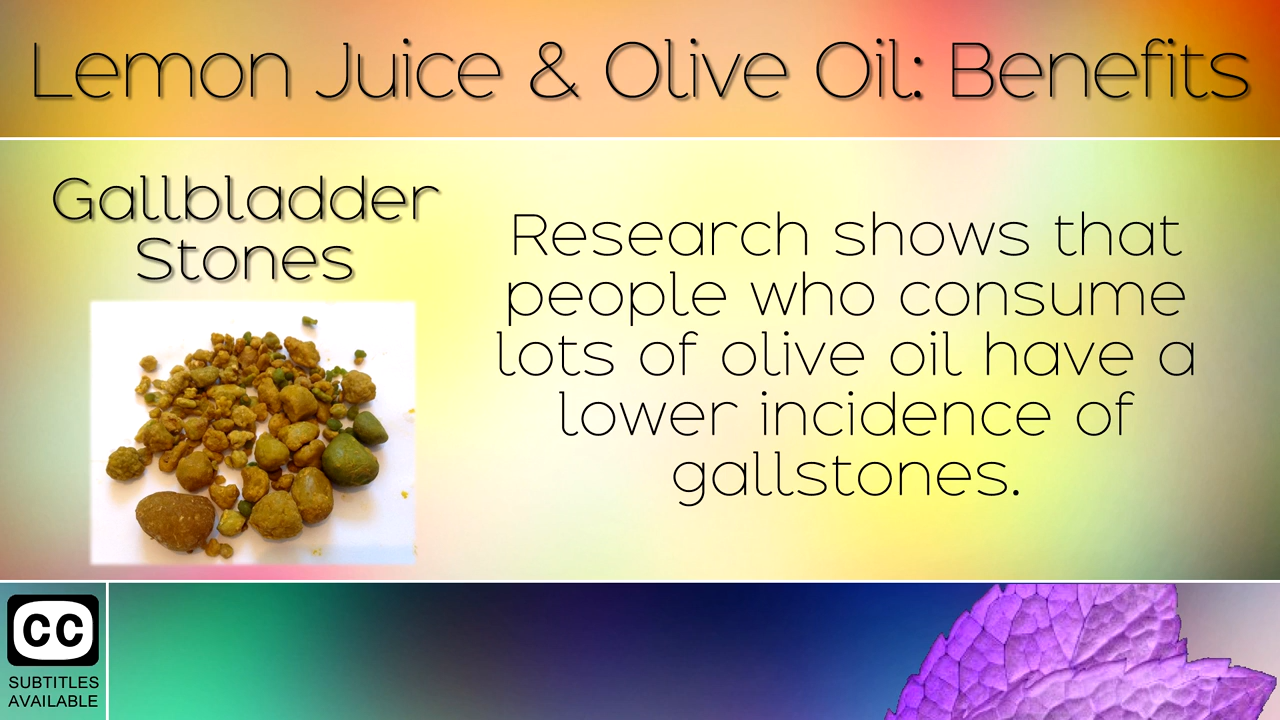 Lemon Juice & Olive Oil: Benefits
Gallbladder
Stones
Research shows that
people who consume
lots of olive oil have a
lower incidence of
gallstones.
CC
SUBTITLES
AVAILABLE